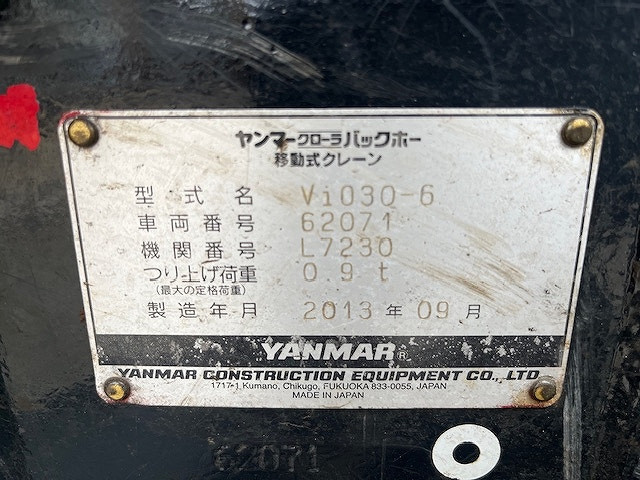 ヤンマークローラバックホー
移動式クレーン
型式名 Vi030-6
車両番号 62071
機関番号 L7230
つり上げ荷重 0.9t
(最大の定格荷重)
製造年月 2013年09月
YANMAR®
YANMAR CONSTRUCTION EQUIPMENT CO., LTD.
1717-1 Kumano, Chikugo, FUKUOKA 833-0055, JAPAN
MADE IN JAPAN
62071